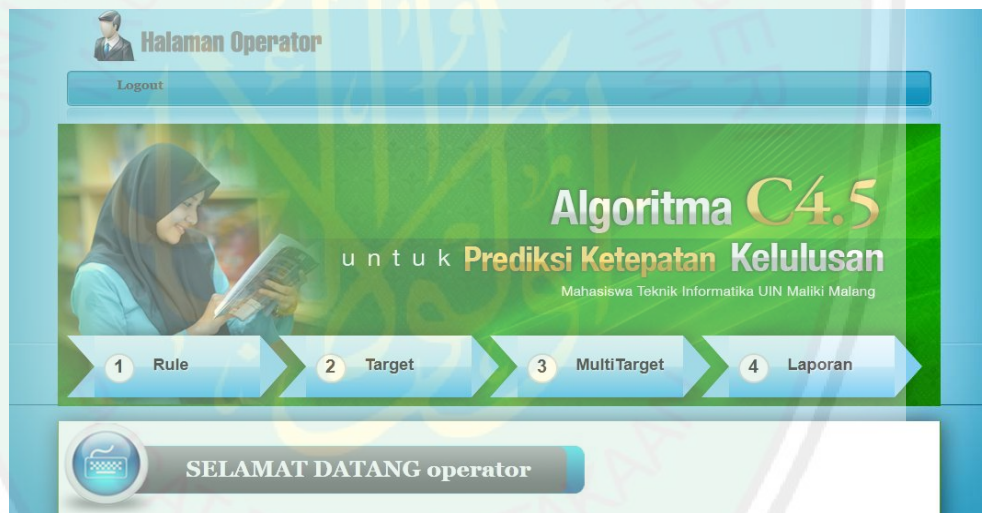 Halaman Operator
Logout
Algoritma C4.5
untuk Prediksi Ketepatan Kelulusan
Mahasiswa Teknik Informatika UIN Maliki Malang
1 Rule
2 Target
3 MultiTarget
4 Laporan
SELAMAT DATANG operator